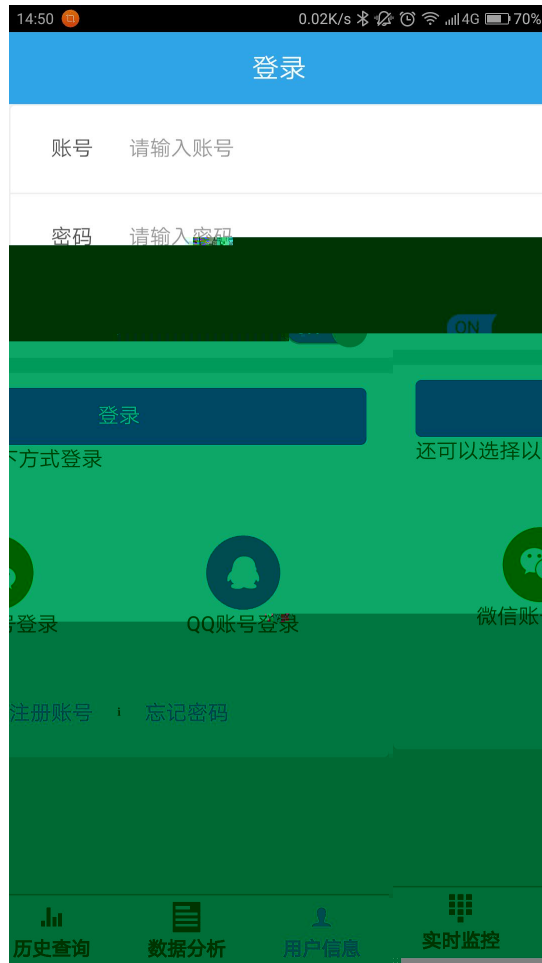 14:50 0.02K/s 4G 70%
登录
账号 请输入账号
密码 请输入密码
ON
登录
下方式登录 还可以选择以
号登录 QQ账号登录 微信账
注册账号 忘记密码
历史查询 数据分析 用户信息 实时监控